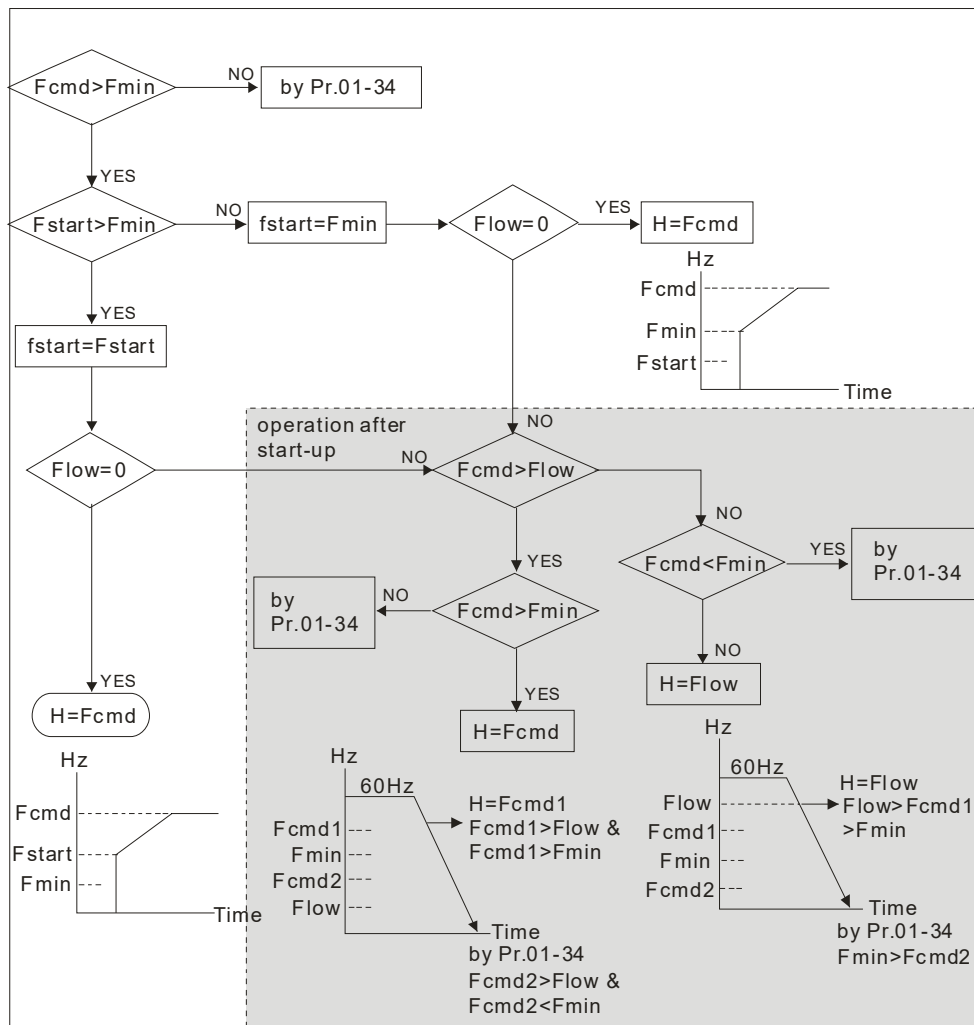 Fcmd>Fmin
NO
by Pr.01-34
YES
Fstart>Fmin
NO
fstart=Fmin
Flow=0
YES
H=Fcmd
Hz
Fcmd
Fmin
Fstart
Time
YES
fstart=Fstart
NO
operation after
start-up
Flow=0
NO
Fcmd>Flow
NO
YES
Fcmd<Fmin
YES
by
Pr.01-34
by
Pr.01-34
NO
Fcmd>Fmin
NO
H=Flow
YES
H=Fcmd
YES
H=Fcmd
Hz
Fcmd
Fstart
Fmin
Time
Hz
60Hz
H=Fcmd1
Fcmd1>Flow &
Fcmd1>Fmin
Fcmd1
Fmin
Fcmd2
Flow
Time
by Pr.01-34
Fcmd2>Flow &
Fcmd2<Fmin
Hz
60Hz
H=Flow
Flow>Fcmd1
>Fmin
Flow
Fcmd1
Fmin
Fcmd2
Time
by Pr.01-34
Fmin>Fcmd2